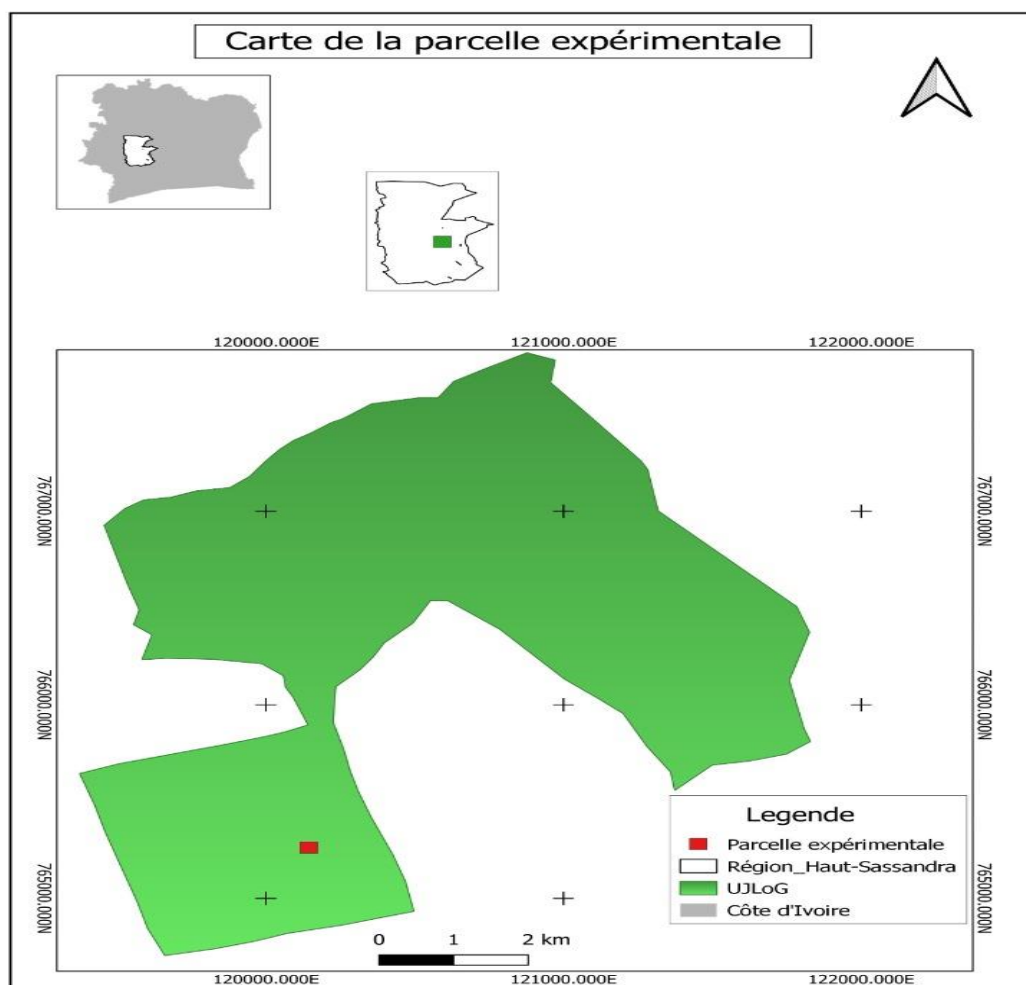 Carte de la parcelle expérimentale
120000.000E 121000.000E 122000.000E
767000.000N 767000.000N
766000.000N 766000.000N
765000.000N 765000.000N
Legende
Parcelle expérimentale
Région_Haut-Sassandra
UJLoG
Côte d'Ivoire
0 1 2 km
120000.000E 121000.000E 122000.000E